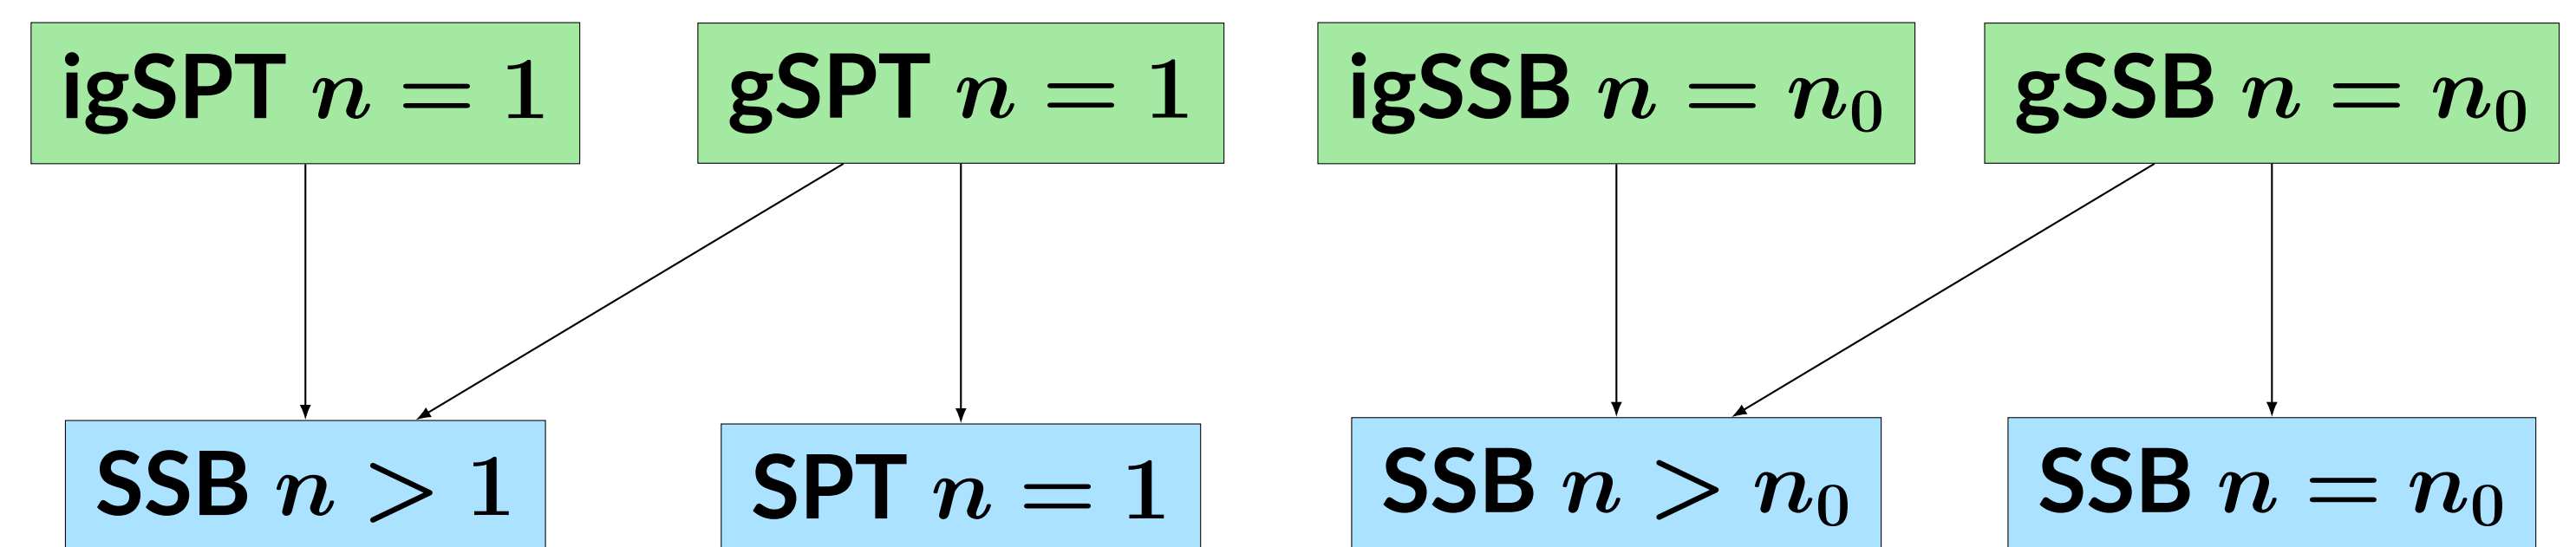 igSPT n = 1
gSPT n = 1
igSSB n = n₀
gSSB n = n₀
SSB n > 1
SPT n = 1
SSB n > n₀
SSB n = n₀